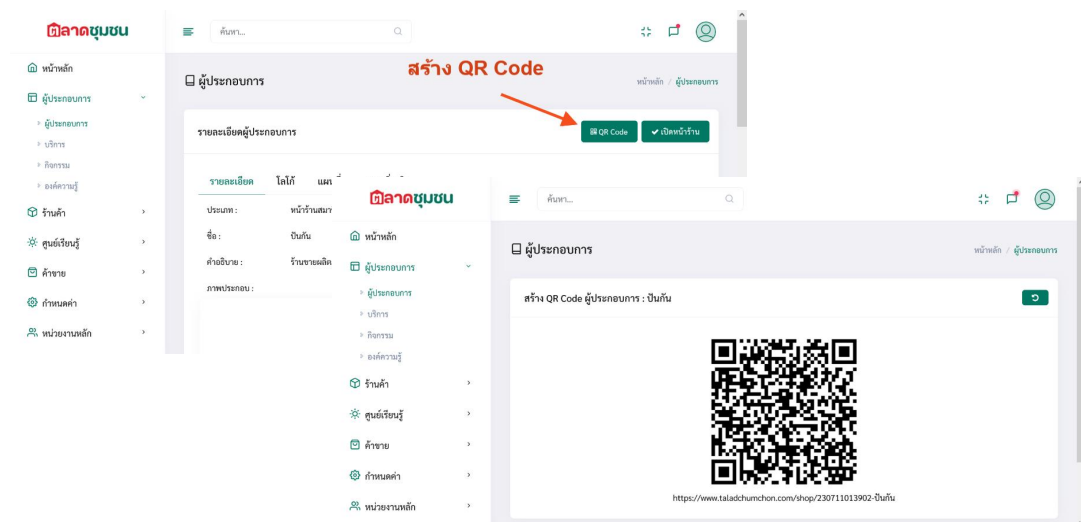 ตลาดชุมชน
ค้นหา...
สร้าง QR Code
หน้าหลัก
ผู้ประกอบการ
ผู้ประกอบการ
บริการ
กิจกรรม
องค์ความรู้
ร้านค้า
ศูนย์เรียนรู้
ค้าขาย
กำหนดค่า
หน่วยงานหลัก
ผู้ประกอบการ
หน้าหลัก / ผู้ประกอบการ
รายละเอียดผู้ประกอบการ
QR Code
เปิดหน้าร้าน
รายละเอียด โลโก้
ประเภท :
ชื่อ : ปันกัน
คำอธิบาย :
ภาพประกอบ :
ตลาดชุมชน
ค้นหา...
หน้าหลัก
ผู้ประกอบการ
ผู้ประกอบการ
บริการ
กิจกรรม
องค์ความรู้
ร้านค้า
ศูนย์เรียนรู้
ค้าขาย
กำหนดค่า
หน่วยงานหลัก
ผู้ประกอบการ
หน้าหลัก / ผู้ประกอบการ
สร้าง QR Code ผู้ประกอบการ : ปันกัน
https://www.taladchumchon.com/shop/230711013902-ปันกัน